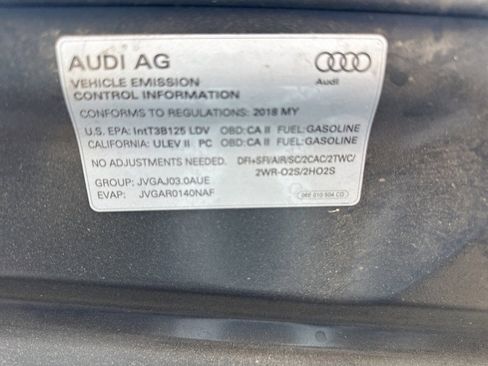 AUDI AG
Audi
VEHICLE EMISSION
CONTROL INFORMATION
CONFORMS TO REGULATIONS: 2018 MY
U.S. EPA: IntT3B125 LDV OBD:CA II FUEL:GASOLINE
CALIFORNIA: ULEV II PC OBD:CA II FUEL:GASOLINE
NO ADJUSTMENTS NEEDED. DFI+SFI/AIR/SC/2CAC/2TWC/
2WR-O2S/2HO2S
GROUP: JVGAJ03.0AUE
EVAP: JVGAR0140NAF